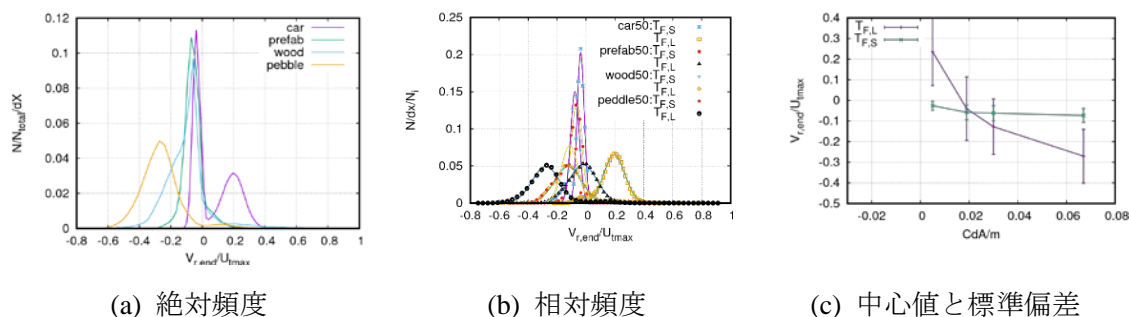 0.12
0.1
0.08
0.06
0.04
0.02
0
N/N_total/dX
car
prefab
wood
pebble
-0.8 -0.6 -0.4 -0.2 0 0.2 0.4 0.6 0.8 1
V_r,end/U_tmax
(a) 絶対頻度
0.25
0.2
0.15
0.1
0.05
0
N/dx/N_i
car50:T_F,S
T_F,L
prefab50:T_F,S
T_F,L
wood50:T_F,S
T_F,L
peddle50:T_F,S
T_F,L
-0.8 -0.6 -0.4 -0.2 0 0.2 0.4 0.6 0.8 1
V_r,end/U_tmax
(b) 相対頻度
0.4
0.3
0.2
0.1
0
-0.1
-0.2
-0.3
-0.4
-0.5
V_r,end/U_tmax
T_F,L
T_F,S
-0.02 0 0.02 0.04 0.06 0.08
CdA/m
(c) 中心値と標準偏差